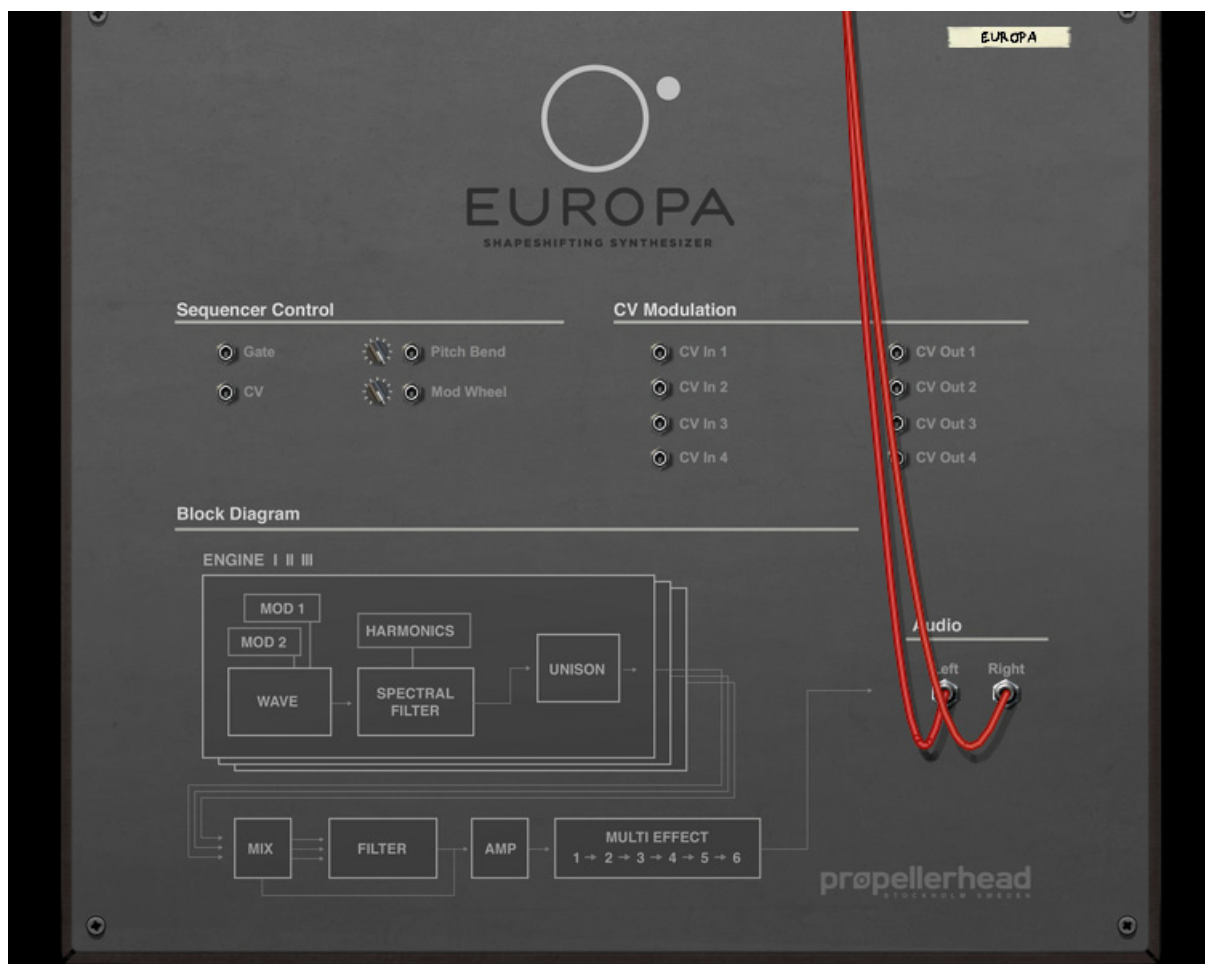 EUROPA
EUROPA
SHAPESHIFTING SYNTHESIZER
Sequencer Control
Gate
Pitch Bend
CV
Mod Wheel
CV Modulation
CV In 1
CV Out 1
CV In 2
CV Out 2
CV In 3
CV Out 3
CV In 4
CV Out 4
Block Diagram
ENGINE I II III
MOD 1
MOD 2
HARMONICS
WAVE
SPECTRAL
FILTER
UNISON
Audio
Left
Right
MIX
FILTER
AMP
MULTI EFFECT
1 → 2 → 3 → 4 → 5 → 6
propellerhead
STOCKHOLM SWEDEN